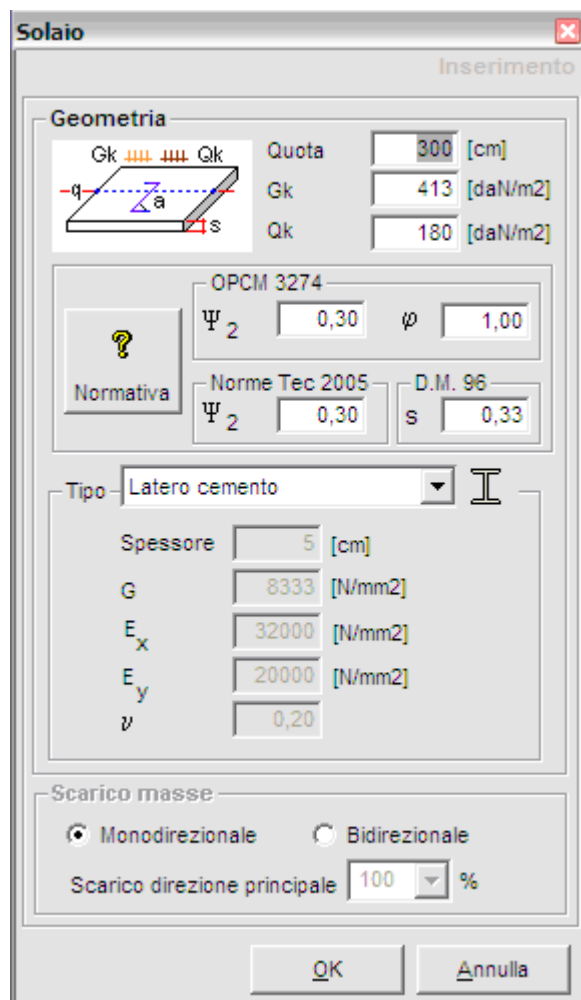 Solaio
Inserimento
Geometria
Gk Qk
q
a
s
Quota 300 [cm]
Gk 413 [daN/m2]
Qk 180 [daN/m2]
OPCM 3274
Ψ2 0,30 φ 1,00
?
Normativa
Norme Tec 2005
Ψ2 0,30
D.M. 96
s 0,33
Tipo Latero cemento
Spessore 5 [cm]
G 8333 [N/mm2]
Ex 32000 [N/mm2]
Ey 20000 [N/mm2]
ν 0,20
Scarico masse
Monodirezionale Bidirezionale
Scarico direzione principale 100 %
OK Annulla